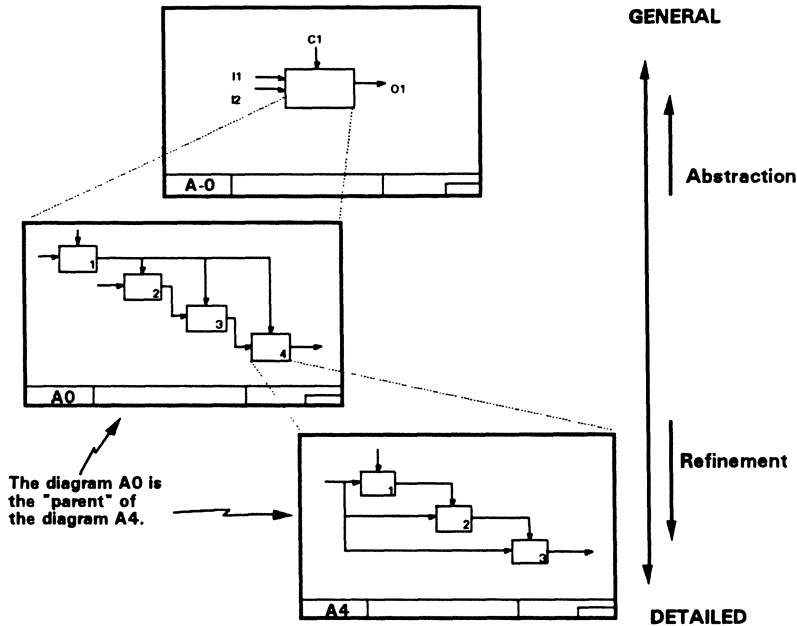 GENERAL
C1
I1
I2
O1
A-0
Abstraction
1
2
3
4
A0
The diagram A0 is
the "parent" of
the diagram A4.
Refinement
1
2
3
A4
DETAILED